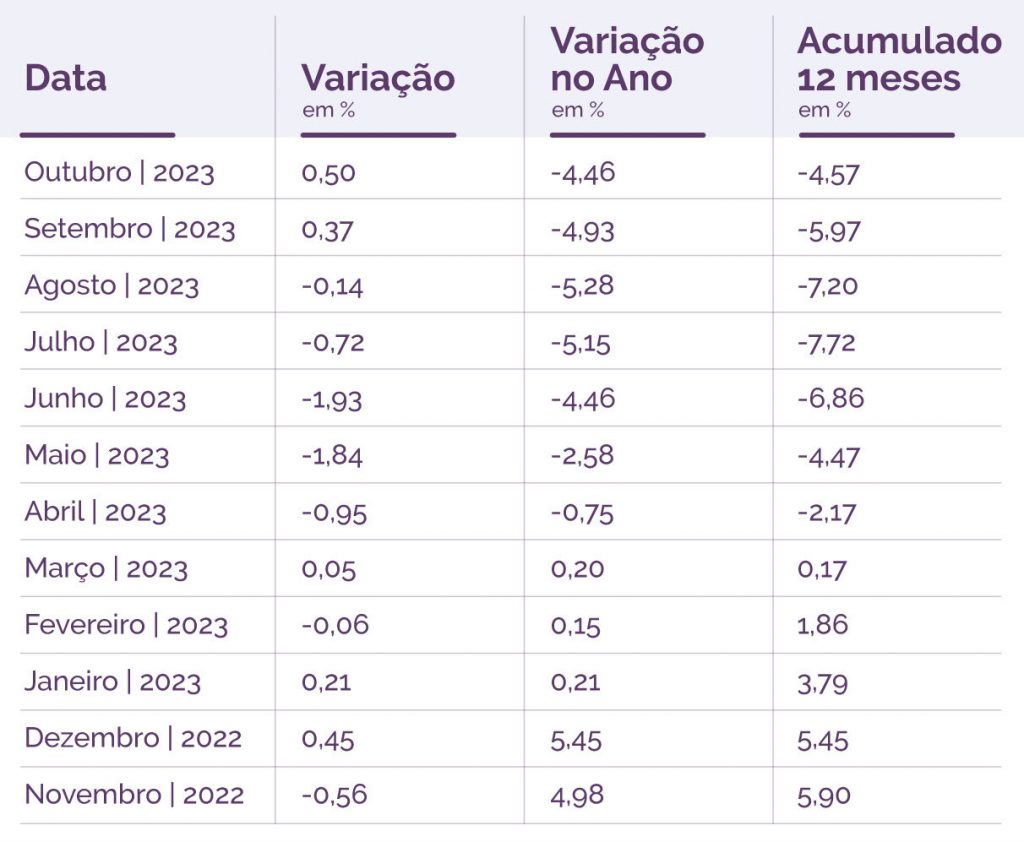 Data
Variação
em %
Variação
no Ano
em %
Acumulado
12 meses
em %
Outubro | 2023 0,50 -4,46 -4,57
Setembro | 2023 0,37 -4,93 -5,97
Agosto | 2023 -0,14 -5,28 -7,20
Julho | 2023 -0,72 -5,15 -7,72
Junho | 2023 -1,93 -4,46 -6,86
Maio | 2023 -1,84 -2,58 -4,47
Abril | 2023 -0,95 -0,75 -2,17
Março | 2023 0,05 0,20 0,17
Fevereiro | 2023 -0,06 0,15 1,86
Janeiro | 2023 0,21 0,21 3,79
Dezembro | 2022 0,45 5,45 5,45
Novembro | 2022 -0,56 4,98 5,90